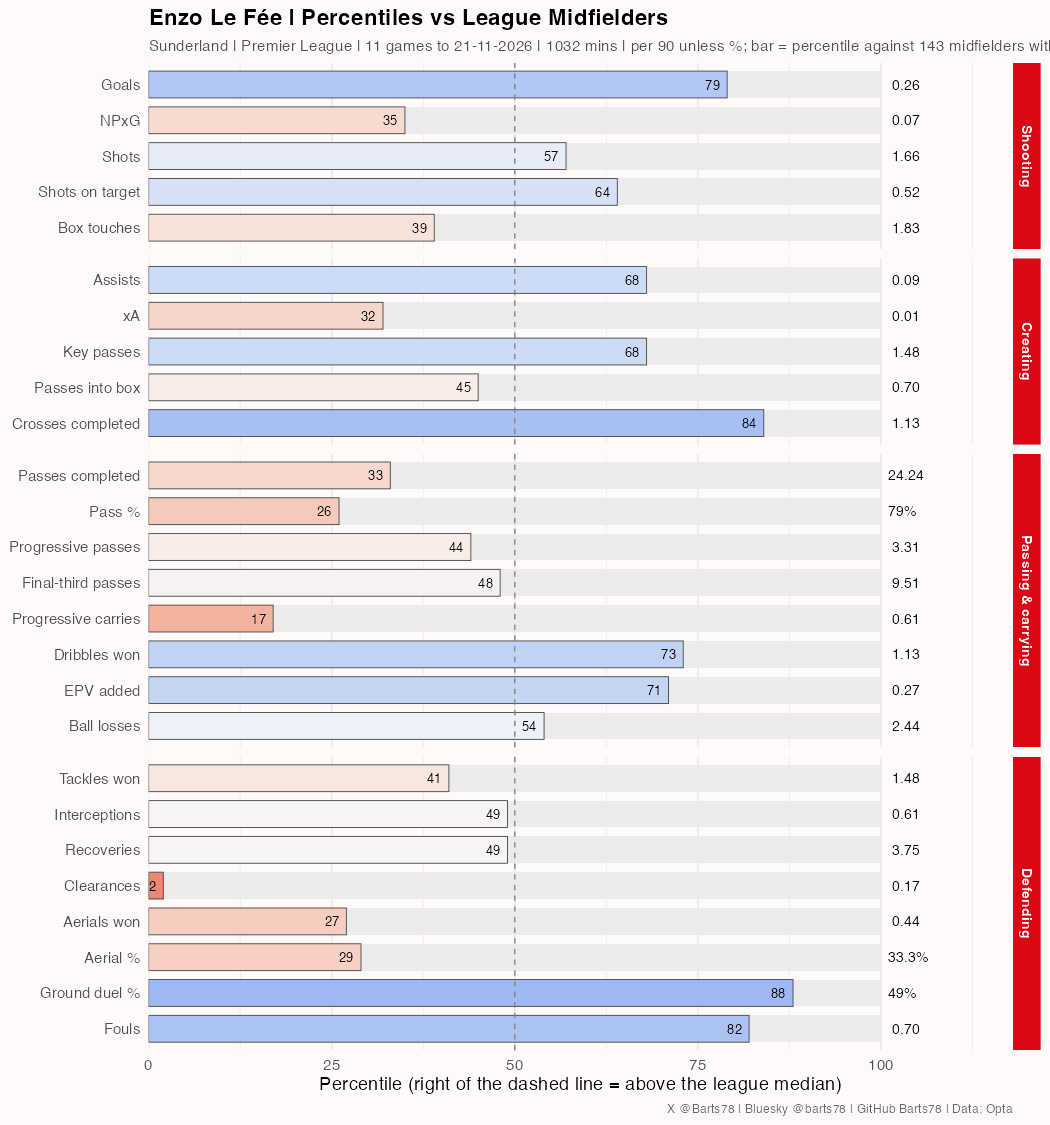 Enzo Le Fée | Percentiles vs League Midfielders
Sunderland | Premier League | 11 games to 21-11-2026 | 1032 mins | per 90 unless %; bar = percentile against 143 midfielders with
Goals 79 0.26
NPxG 35 0.07
Shots 57 1.66
Shots on target 64 0.52
Box touches 39 1.83
Shooting
Assists 68 0.09
xA 32 0.01
Key passes 68 1.48
Passes into box 45 0.70
Crosses completed 84 1.13
Creating
Passes completed 33 24.24
Pass % 26 79%
Progressive passes 44 3.31
Final-third passes 48 9.51
Progressive carries 17 0.61
Dribbles won 73 1.13
EPV added 71 0.27
Ball losses 54 2.44
Passing & carrying
Tackles won 41 1.48
Interceptions 49 0.61
Recoveries 49 3.75
Clearances 2 0.17
Aerials won 27 0.44
Aerial % 29 33.3%
Ground duel % 88 49%
Fouls 82 0.70
Defending
0 25 50 75 100
Percentile (right of the dashed line = above the league median)
X @Barts78 | Bluesky @barts78 | GitHub Barts78 | Data: Opta